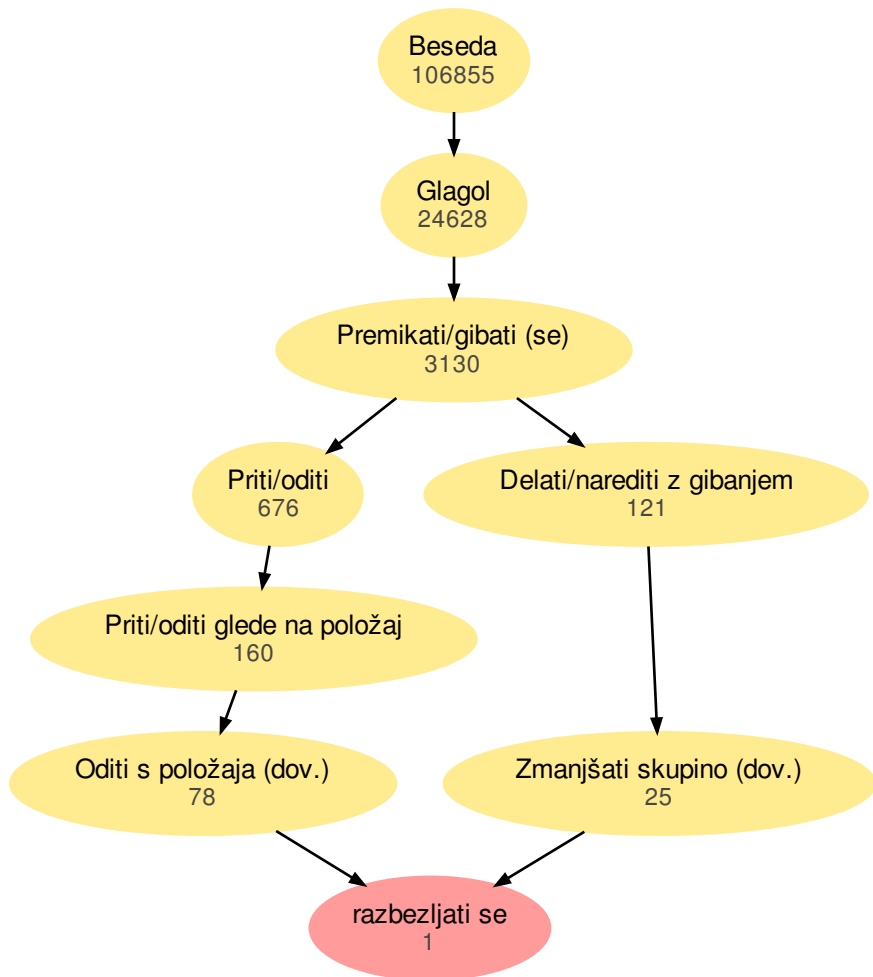 Beseda
106855
Glagol
24628
Premikati/gibati (se)
3130
Priti/oditi
676
Delati/narediti z gibanjem
121
Priti/oditi glede na položaj
160
Oditi s položaja (dov.)
78
Zmanjšati skupino (dov.)
25
razbezljati se
1